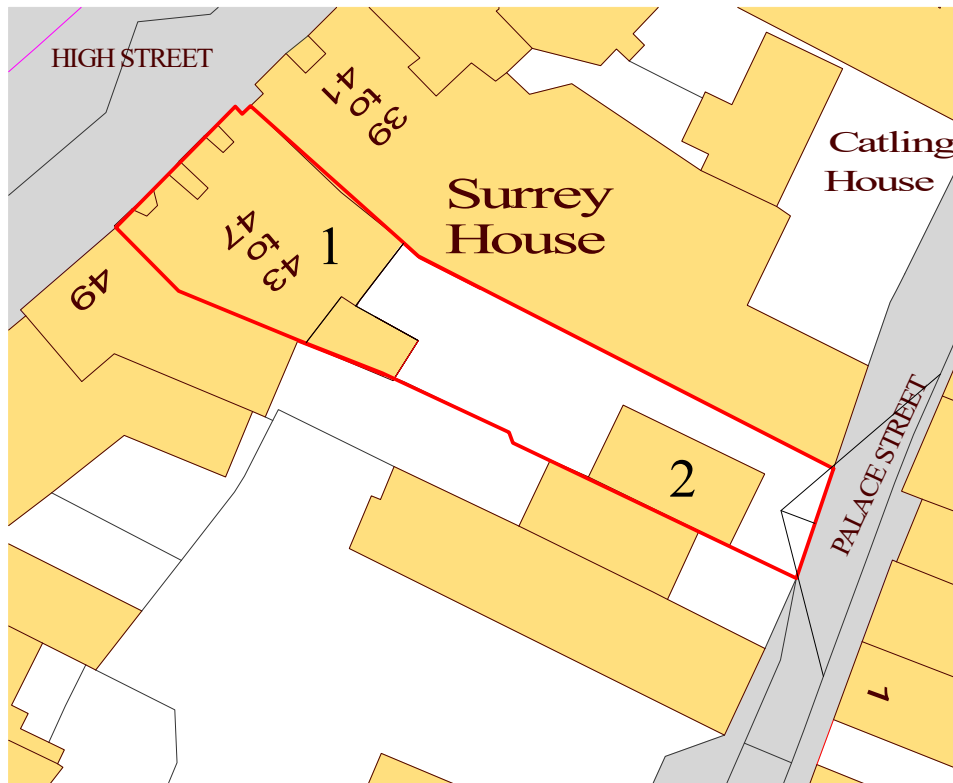 HIGH STREET
39
to
41
Catling
House
Surrey
House
43
to
47
1
49
PALACE STREET
2
1